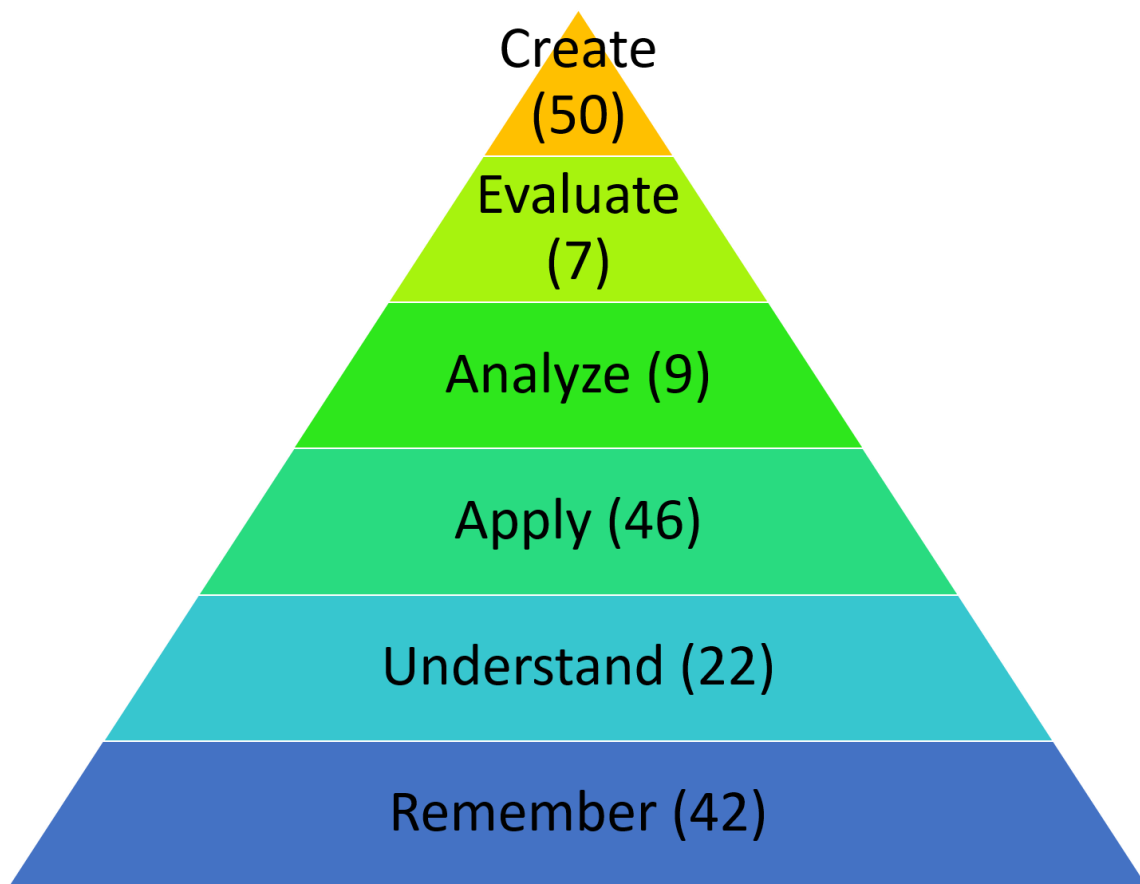 Create
(50)
Evaluate
(7)
Analyze (9)
Apply (46)
Understand (22)
Remember (42)